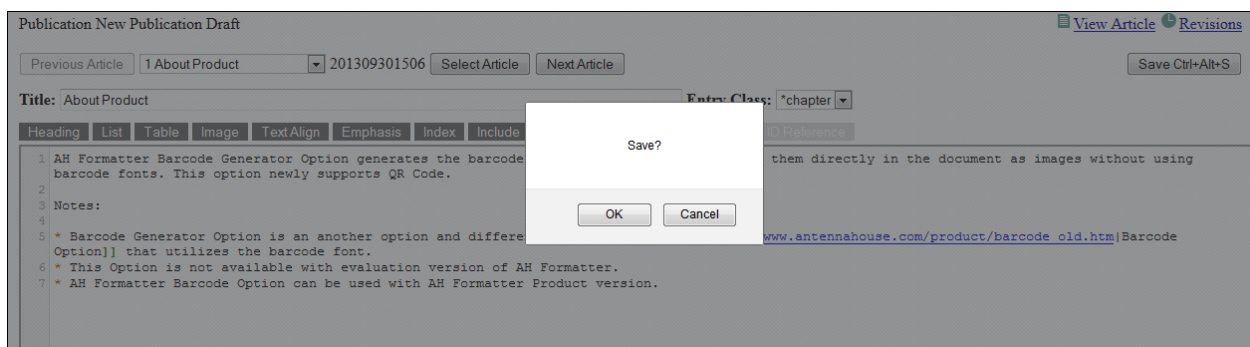 Publication New Publication Draft
View Article Revisions
Previous Article 1 About Product 201309301506 Select Article Next Article Save Ctrl+Alt+S
Title: About Product Entry Class: *chapter
Heading List Table Image Text Align Emphasis Index Include ID Reference
Save?
OK Cancel
1 AH Formatter Barcode Generator Option generates the barcode them directly in the document as images without using
barcode fonts. This option newly supports QR Code.
2
3 Notes:
4
5 * Barcode Generator Option is an another option and differe www.antennahouse.com/product/barcode_old.htm|Barcode
Option]] that utilizes the barcode font.
6 * This Option is not available with evaluation version of AH Formatter.
7 * AH Formatter Barcode Option can be used with AH Formatter Product version.